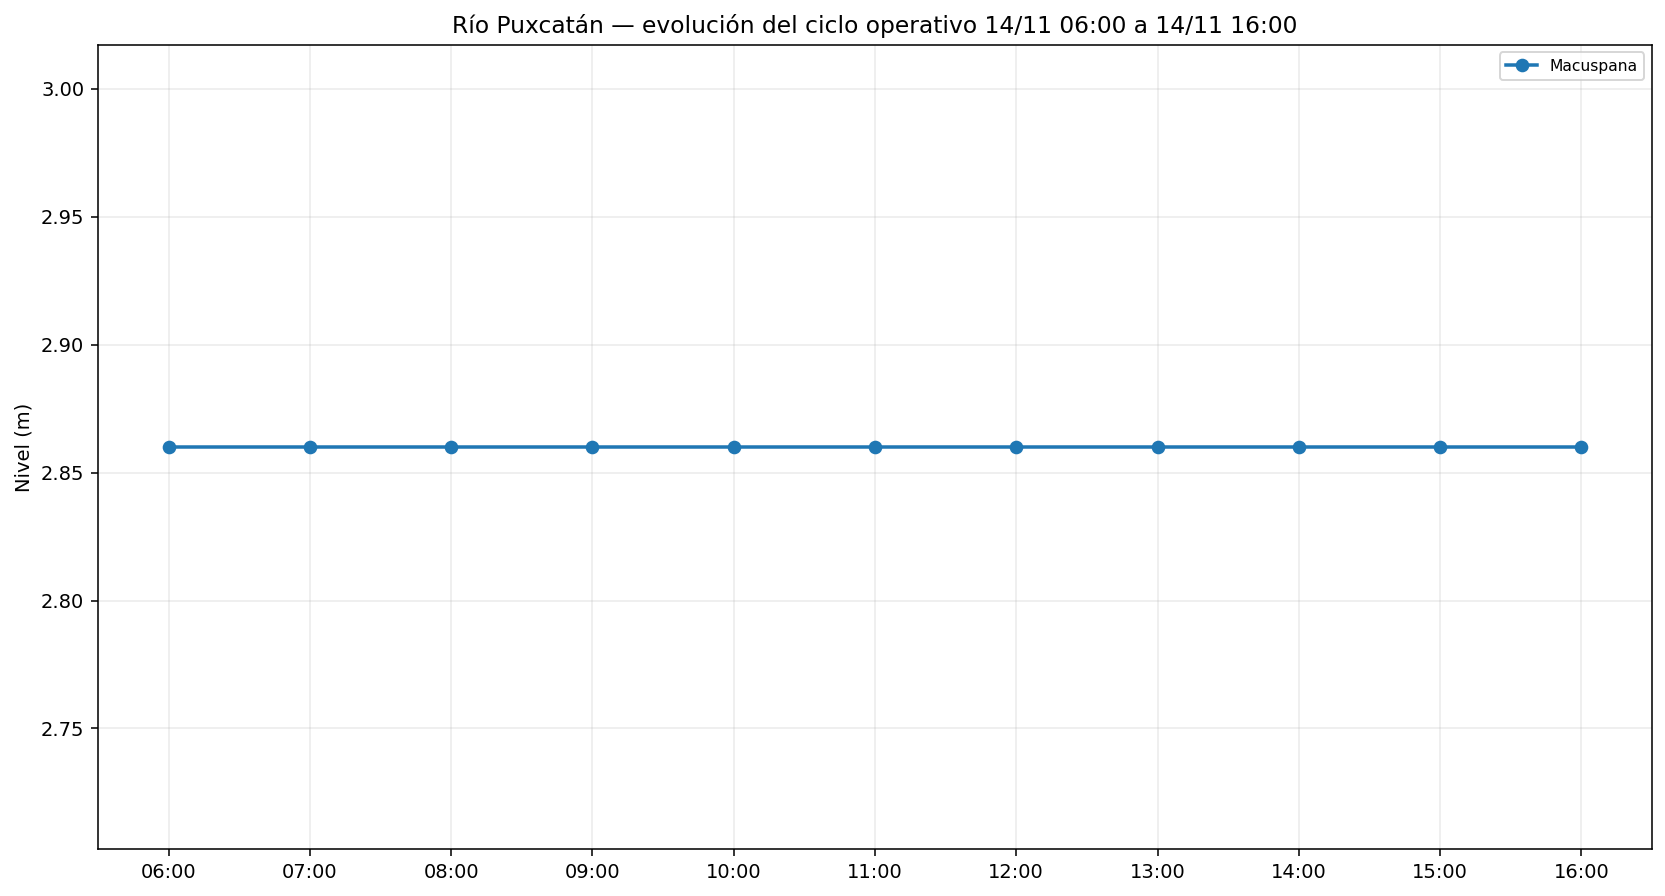 Río Puxcatán — evolución del ciclo operativo 14/11 06:00 a 14/11 16:00
Macuspana
Nivel (m)
3.00
2.95
2.90
2.85
2.80
2.75
06:00 07:00 08:00 09:00 10:00 11:00 12:00 13:00 14:00 15:00 16:00